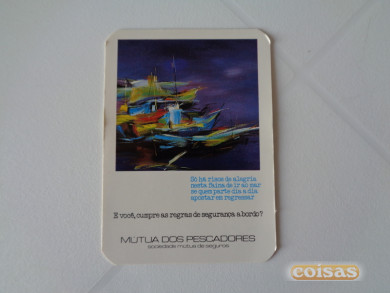 Só há risos de alegria
nesta faina de ir ao mar
se quem parte dia a dia
apostar em regressar
E você, cumpre as regras de segurança a bordo?
MÚTUA DOS PESCADORES
sociedade mútua de seguros
coisas